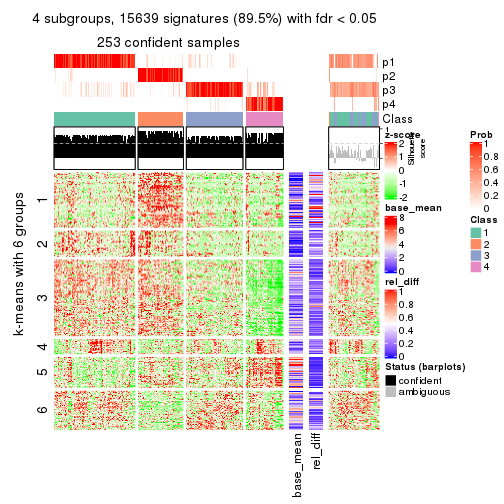 4 subgroups, 15639 signatures (89.5%) with fdr < 0.05
253 confident samples
p1
p2
p3
p4
Class
1
Silhouette
score
z-score
2
1
0
-1
-2
Prob
1
0.8
0.6
0.4
0.2
0
base_mean
8
6
4
2
0
Class
1
2
3
4
rel_diff
1
0.8
0.6
0.4
0.2
0
Status (barplots)
confident
ambiguous
k-means with 6 groups
1
2
3
4
5
6
base_mean
rel_diff